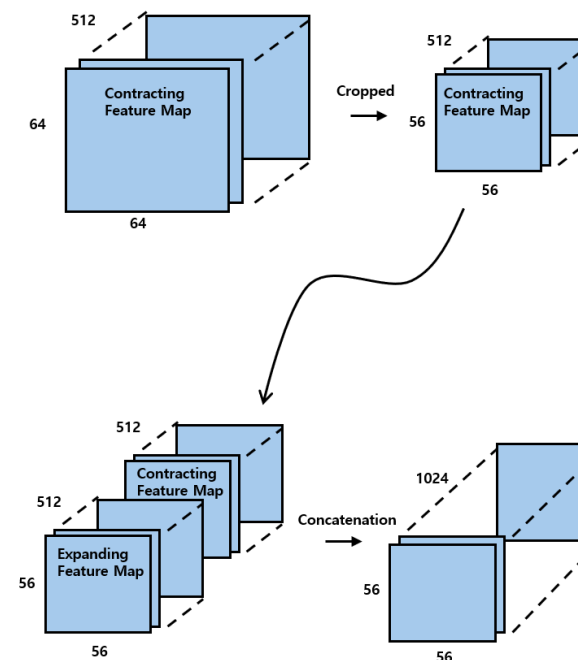 512
Contracting
Feature Map
64
64
Cropped
512
Contracting
Feature Map
56
56
512
Contracting
Feature Map
512
Expanding
Feature Map
56
56
Concatenation
1024
56
56